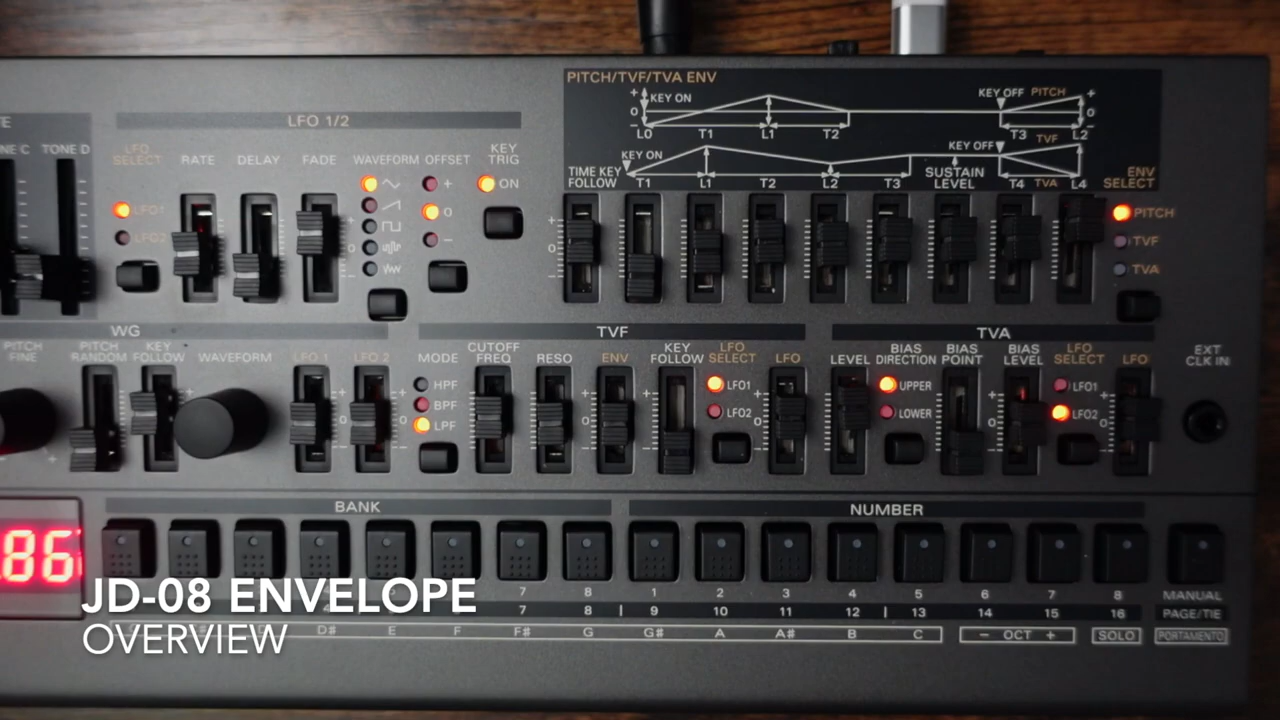 PITCH/TVF/TVA ENV
+ KEY ON KEY OFF PITCH +
0 0
- -
L0 T1 L1 T2 T3 L2
TVF
KEY ON KEY OFF
TIME KEY FOLLOW T1 L1 T2 L2 T3 SUSTAIN LEVEL T4 TVA L4
ENV SELECT
PITCH
TVF
TVA
LFO 1/2
TONE D
LFO SELECT RATE DELAY FADE WAVEFORM OFFSET KEY TRIG
LFO1
LFO2
+
0
-
ON
WG
TVF
TVA
PITCH FINE PITCH RANDOM KEY FOLLOW WAVEFORM LFO 1 LFO 2
MODE CUTOFF FREQ RESO ENV KEY FOLLOW LFO SELECT LFO
HPF
BPF
LPF
LFO1
LFO2
LEVEL BIAS DIRECTION BIAS POINT BIAS LEVEL LFO SELECT LFO
UPPER
LOWER
LFO1
LFO2
EXT CLK IN
BANK NUMBER
86
7 8 1 2 3 4 5 6 7 8 MANUAL
7 8 | 9 10 11 12 | 13 14 15 16 PAGE/TIE
D# E F F# G G# A A# B C - OCT + SOLO PORTAMENTO
JD-08 ENVELOPE
OVERVIEW